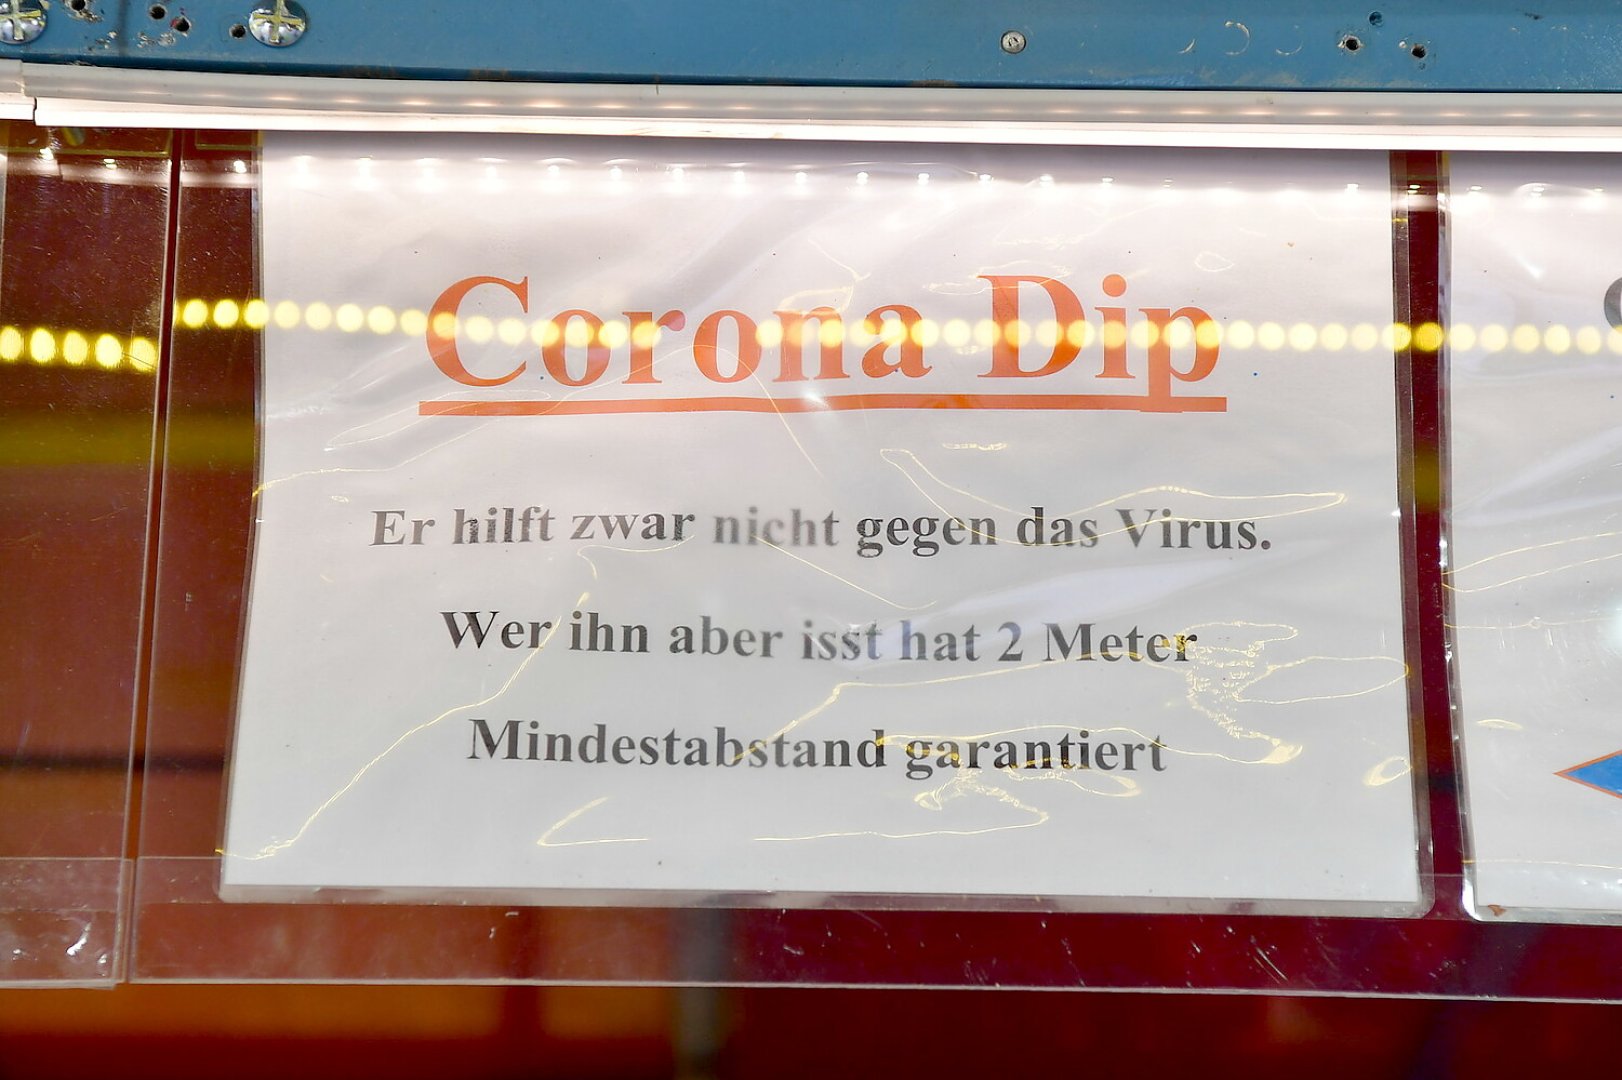 Corona Dip
Er hilft zwar nicht gegen das Virus.
Wer ihn aber isst hat 2 Meter
Mindestabstand garantiert